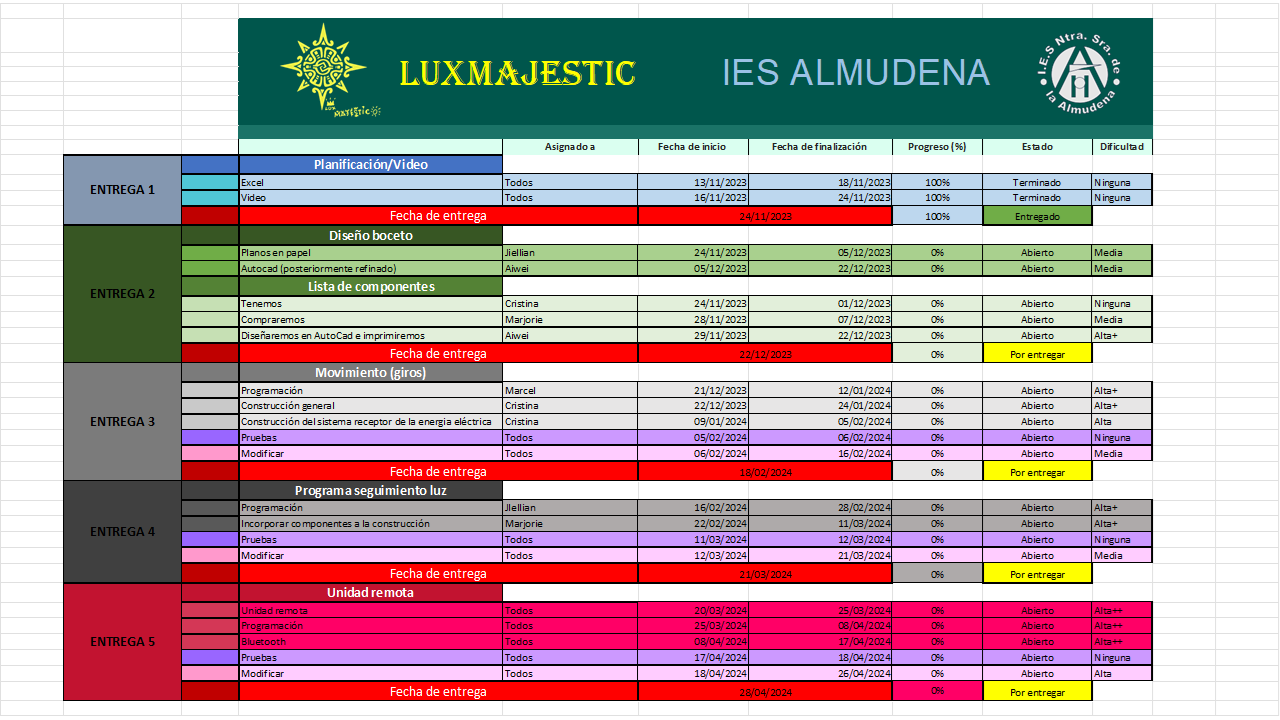 LUXMAJESTIC IES ALMUDENA
I.E.S Ntra. Sra. de la Almudena
LUX MAJESTIC
Asignado a Fecha de inicio Fecha de finalización Progreso (%) Estado Dificultad
ENTREGA 1
Planificación/Video
Excel Todos 13/11/2023 18/11/2023 100% Terminado Ninguna
Video Todos 16/11/2023 24/11/2023 100% Terminado Ninguna
Fecha de entrega 24/11/2023 100% Entregado
ENTREGA 2
Diseño boceto
Planos en papel Jiellian 24/11/2023 05/12/2023 0% Abierto Media
Autocad (posteriormente refinado) Aiwei 05/12/2023 22/12/2023 0% Abierto Media
Lista de componentes
Tenemos Cristina 24/11/2023 01/12/2023 0% Abierto Ninguna
Compraremos Marjorie 28/11/2023 07/12/2023 0% Abierto Media
Diseñaremos en AutoCad e imprimiremos Aiwei 29/11/2023 22/12/2023 0% Abierto Alta+
Fecha de entrega 22/12/2023 0% Por entregar
ENTREGA 3
Movimiento (giros)
Programación Marcel 21/12/2023 12/01/2024 0% Abierto Alta+
Construcción general Cristina 22/12/2023 24/01/2024 0% Abierto Alta+
Construcción del sistema receptor de la energia eléctrica Cristina 09/01/2024 05/02/2024 0% Abierto Alta
Pruebas Todos 05/02/2024 06/02/2024 0% Abierto Ninguna
Modificar Todos 06/02/2024 16/02/2024 0% Abierto Media
Fecha de entrega 18/02/2024 0% Por entregar
ENTREGA 4
Programa seguimiento luz
Programación JIellian 16/02/2024 28/02/2024 0% Abierto Alta+
Incorporar componentes a la construcción Marjorie 22/02/2024 11/03/2024 0% Abierto Alta+
Pruebas Todos 11/03/2024 12/03/2024 0% Abierto Ninguna
Modificar Todos 12/03/2024 21/03/2024 0% Abierto Media
Fecha de entrega 21/03/2024 0% Por entregar
ENTREGA 5
Unidad remota
Unidad remota Todos 20/03/2024 25/03/2024 0% Abierto Alta++
Programación Todos 25/03/2024 08/04/2024 0% Abierto Alta++
Bluetooth Todos 08/04/2024 17/04/2024 0% Abierto Alta++
Pruebas Todos 17/04/2024 18/04/2024 0% Abierto Ninguna
Modificar Todos 18/04/2024 26/04/2024 0% Abierto Alta
Fecha de entrega 28/04/2024 0% Por entregar